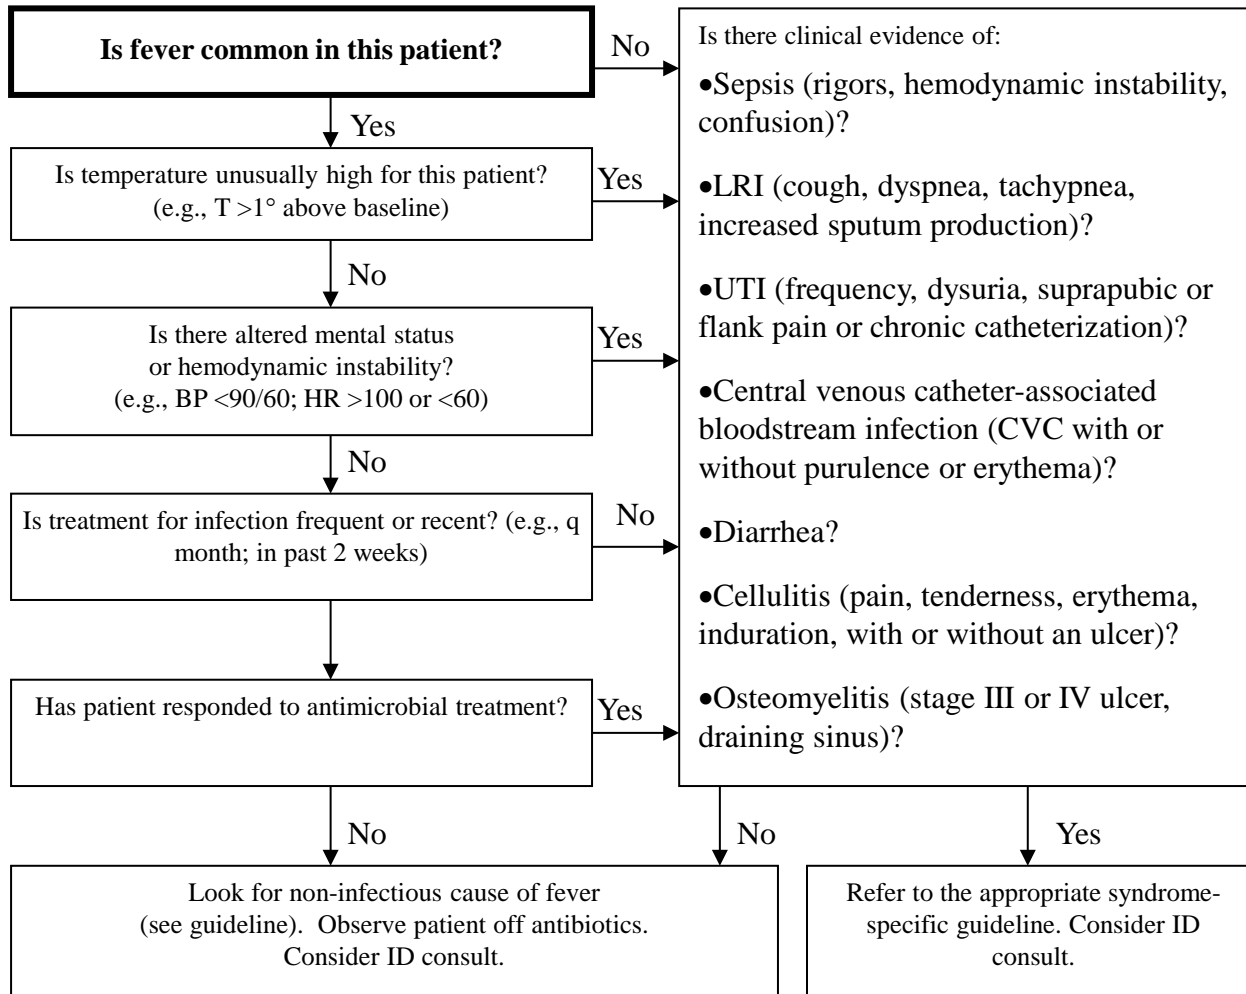 Is fever common in this patient?
No
Yes
Is temperature unusually high for this patient?
(e.g., T >1° above baseline)
Yes
No
Is there altered mental status
or hemodynamic instability?
(e.g., BP <90/60; HR >100 or <60)
Yes
No
Is treatment for infection frequent or recent? (e.g., q
month; in past 2 weeks)
No
Has patient responded to antimicrobial treatment?
Yes
No
Is there clinical evidence of:
•Sepsis (rigors, hemodynamic instability,
confusion)?
•LRI (cough, dyspnea, tachypnea,
increased sputum production)?
•UTI (frequency, dysuria, suprapubic or
flank pain or chronic catheterization)?
•Central venous catheter-associated
bloodstream infection (CVC with or
without purulence or erythema)?
•Diarrhea?
•Cellulitis (pain, tenderness, erythema,
induration, with or without an ulcer)?
•Osteomyelitis (stage III or IV ulcer,
draining sinus)?
No
Yes
Look for non-infectious cause of fever
(see guideline).  Observe patient off antibiotics.
Consider ID consult.
Refer to the appropriate syndrome-
specific guideline. Consider ID
consult.